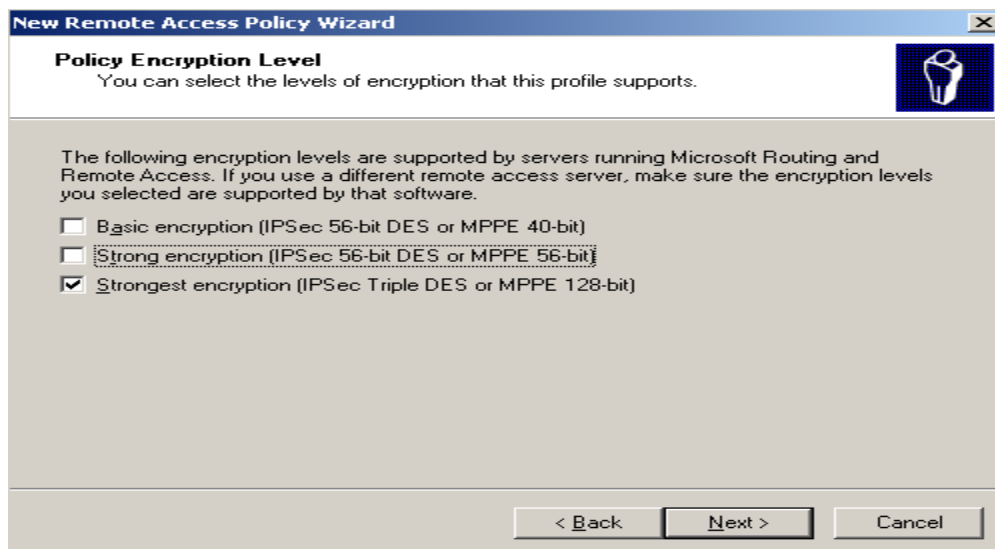 New Remote Access Policy Wizard
Policy Encryption Level
You can select the levels of encryption that this profile supports.
The following encryption levels are supported by servers running Microsoft Routing and
Remote Access. If you use a different remote access server, make sure the encryption levels
you selected are supported by that software.
Basic encryption (IPSec 56-bit DES or MPPE 40-bit)
Strong encryption (IPSec 56-bit DES or MPPE 56-bit)
Strongest encryption (IPSec Triple DES or MPPE 128-bit)
< Back
Next >
Cancel